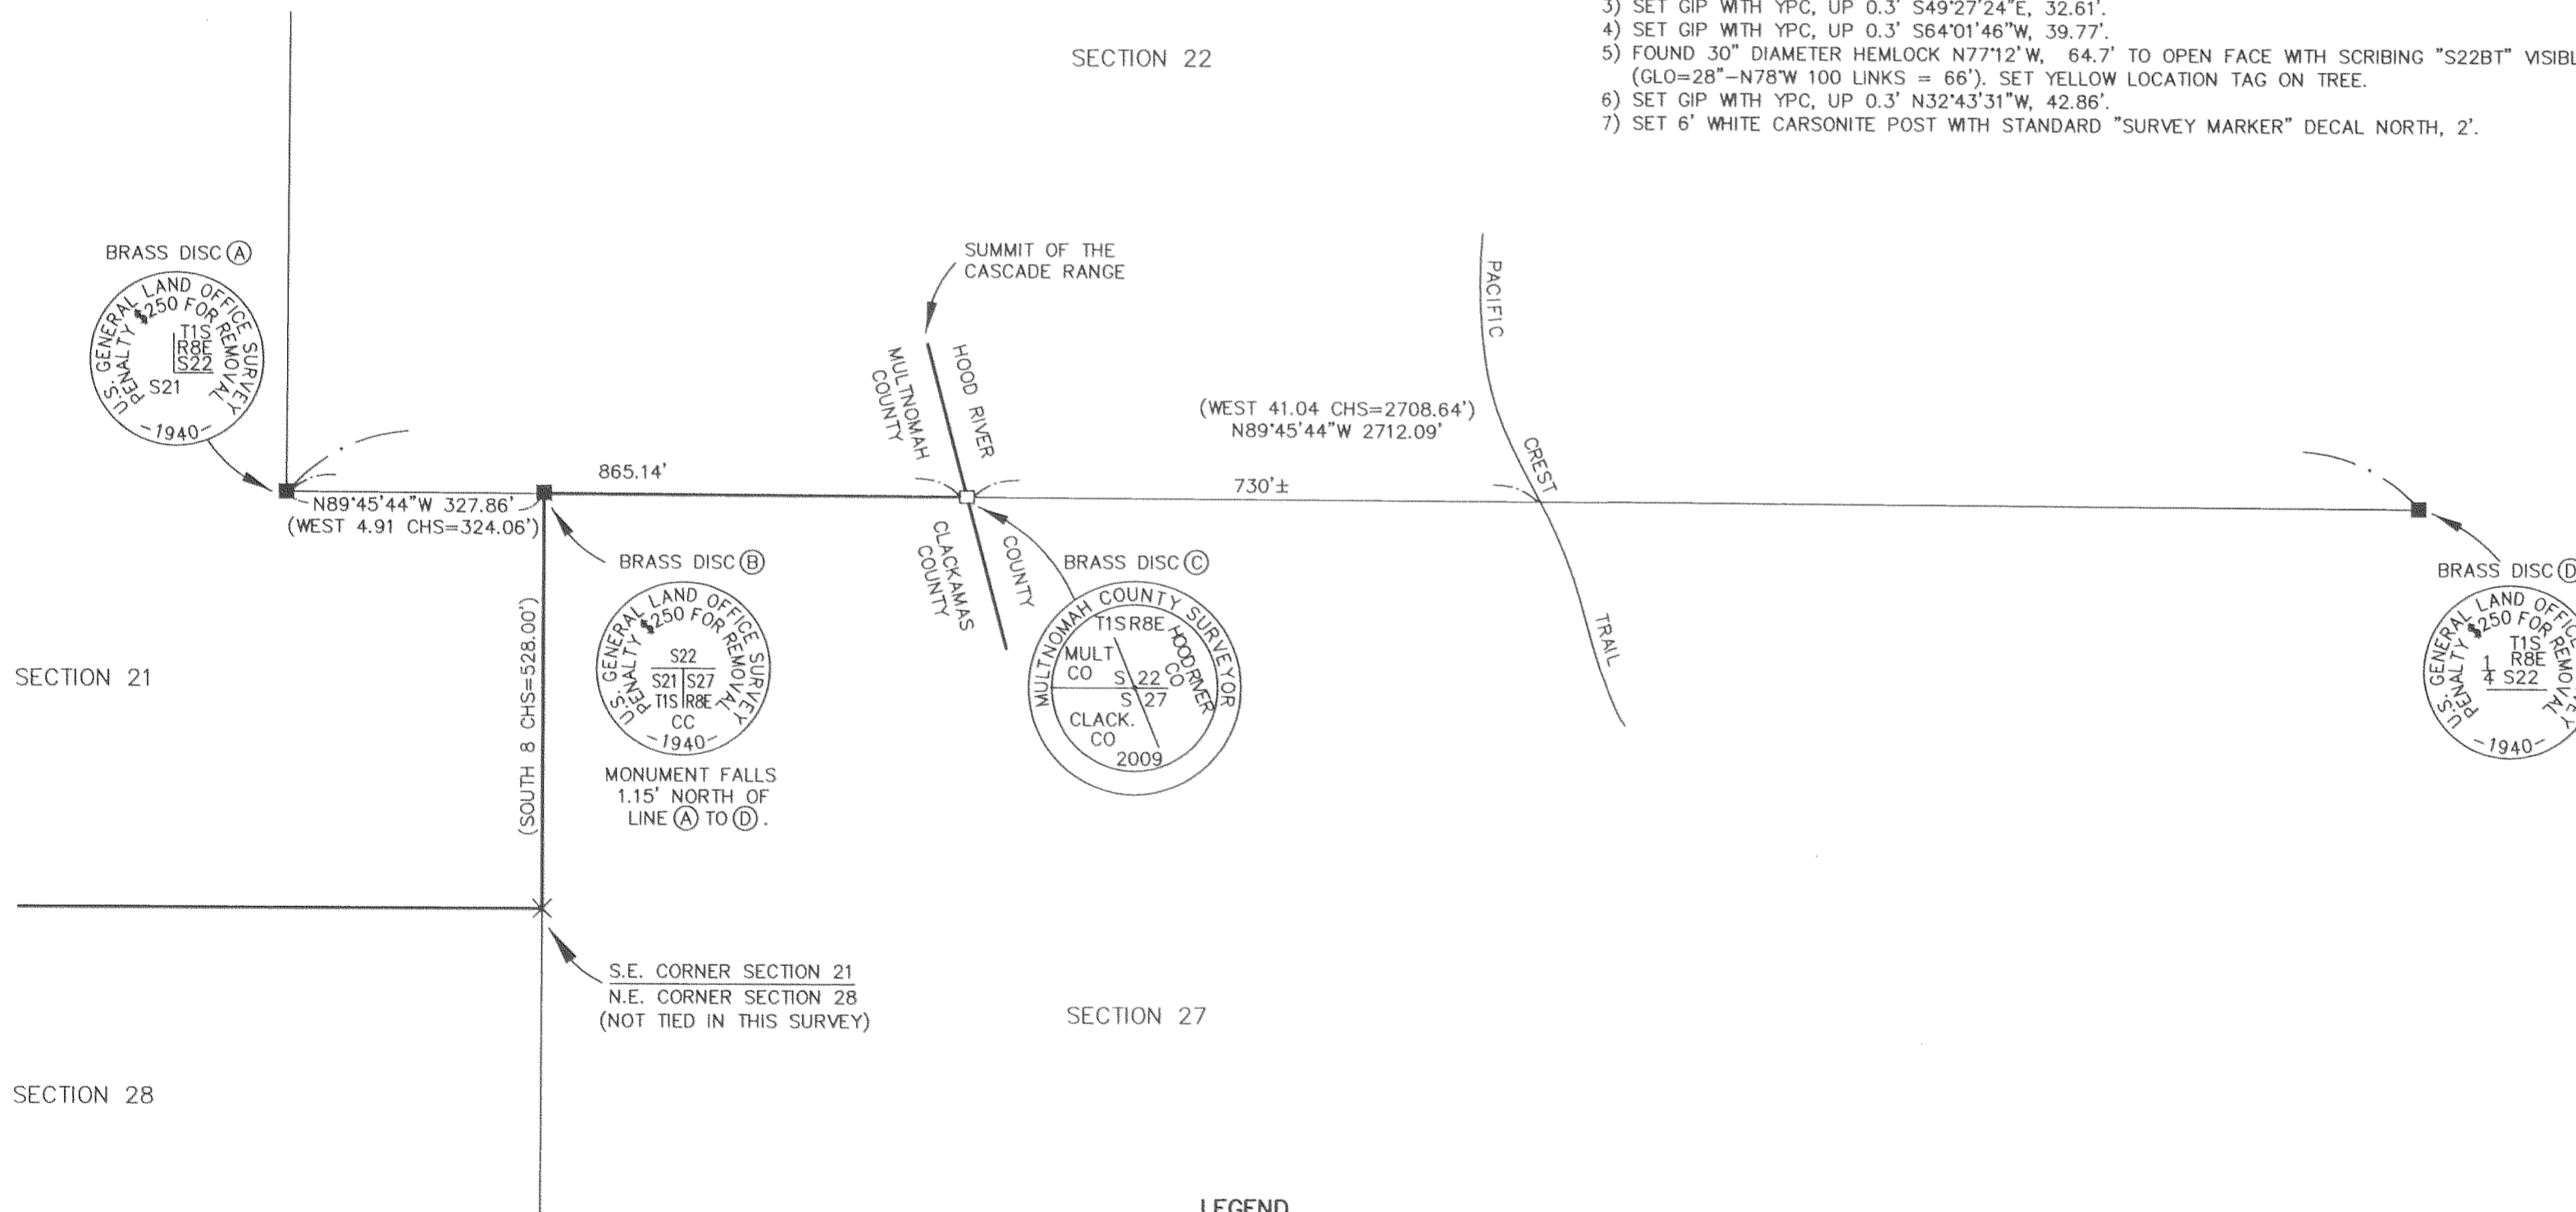 3) SET GIP WITH YPC, UP 0.3' S49°27'24"E, 32.61'.
4) SET GIP WITH YPC, UP 0.3' S64°01'46"W, 39.77'.
5) FOUND 30" DIAMETER HEMLOCK N77°12'W, 64.7' TO OPEN FACE WITH SCRIBING "S22BT"
(GLO=28"-N78°W 100 LINKS = 66'). SET YELLOW LOCATION TAG ON TREE.
6) SET GIP WITH YPC, UP 0.3' N32°43'31"W, 42.86'.
7) SET 6' WHITE CARSONITE POST WITH STANDARD "SURVEY MARKER" DECAL NORTH, 2'.
SECTION 22
BRASS DISC A
U.S. GENERAL LAND OFFICE SURVEY
PENALTY $250 FOR REMOVAL
T1S
R8E
S22
S21
-1940-
SUMMIT OF THE
CASCADE RANGE
MULTNOMAH
COUNTY
HOOD RIVER
COUNTY
CLACKAMAS
COUNTY
PACIFIC
CREST
TRAIL
(WEST 41.04 CHS=2708.64')
N89°45'44"W 2712.09'
865.14'
730'±
N89°45'44"W 327.86'
(WEST 4.91 CHS=324.06')
(SOUTH 8 CHS=528.00')
BRASS DISC B
U.S. GENERAL LAND OFFICE SURVEY
PENALTY $250 FOR REMOVAL
S22
S21 S27
T1S R8E
CC
-1940-
MONUMENT FALLS
1.15' NORTH OF
LINE A TO D.
BRASS DISC C
MULTNOMAH COUNTY SURVEYOR
T1S R8E
MULT
CO
HOOD RIVER
CO
S 22
S 27
CLACK.
CO
2009
BRASS DISC D
U.S. GENERAL LAND OFFICE
PENALTY $250 FOR REMOVAL
T1S
R8E
1/4 S22
-1940-
SECTION 21
S.E. CORNER SECTION 21
N.E. CORNER SECTION 28
(NOT TIED IN THIS SURVEY)
SECTION 27
SECTION 28
LEGEND